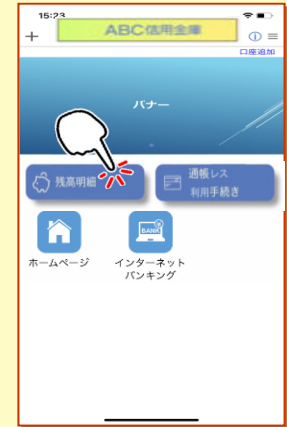 15:23
ABC信用金庫
口座追加
バナー
残高明細
通帳レス
利用手続き
BANK
ホームページ
インターネット
バンキング